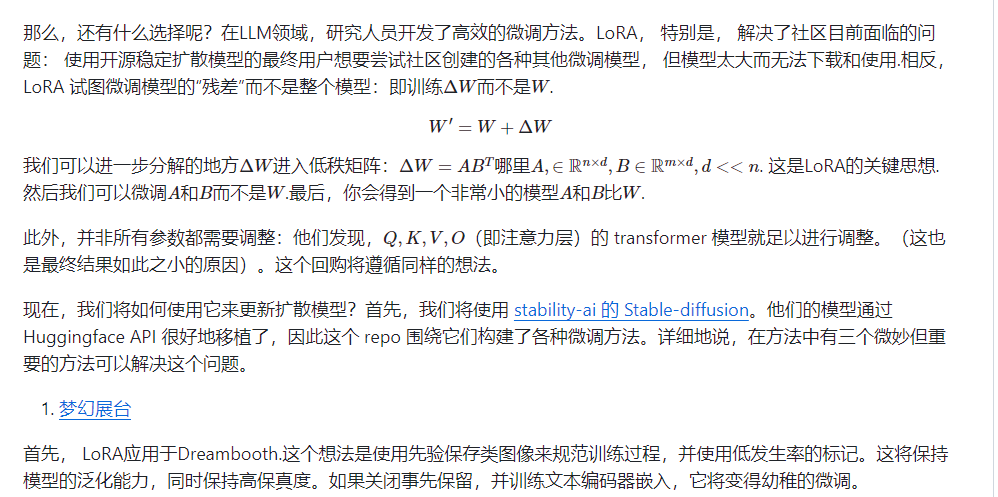 那么，还有什么选择呢？在LLM领域，研究人员开发了高效的微调方法。LoRA， 特别是， 解决了社区目前面临的问
题： 使用开源稳定扩散模型的最终用户想要尝试社区创建的各种其他微调模型， 但模型太大而无法下载和使用.相反，
LoRA 试图微调模型的“残差”而不是整个模型：即训练ΔW而不是W.
W′ = W + ΔW
我们可以进一步分解的地方ΔW进入低秩矩阵：ΔW = ABᵀ哪里A, ∈ ℝⁿˣᵈ, B ∈ ℝᵐˣᵈ, d << n. 这是LoRA的关键思想.
然后我们可以微调A和B而不是W.最后，你会得到一个非常小的模型A和B比W.
此外，并非所有参数都需要调整：他们发现，Q, K, V, O（即注意力层）的 transformer 模型就足以进行调整。（这也
是最终结果如此之小的原因）。这个回购将遵循同样的想法。
现在，我们将如何使用它来更新扩散模型？首先，我们将使用 stability-ai 的 Stable-diffusion。他们的模型通过
Huggingface API 很好地移植了，因此这个 repo 围绕它们构建了各种微调方法。详细地说，在方法中有三个微妙但重
要的方法可以解决这个问题。
1. 梦幻展台
首先， LoRA应用于Dreambooth.这个想法是使用先验保存类图像来规范训练过程，并使用低发生率的标记。这将保持
模型的泛化能力，同时保持高保真度。如果关闭事先保留，并训练文本编码器嵌入，它将变得幼稚的微调。